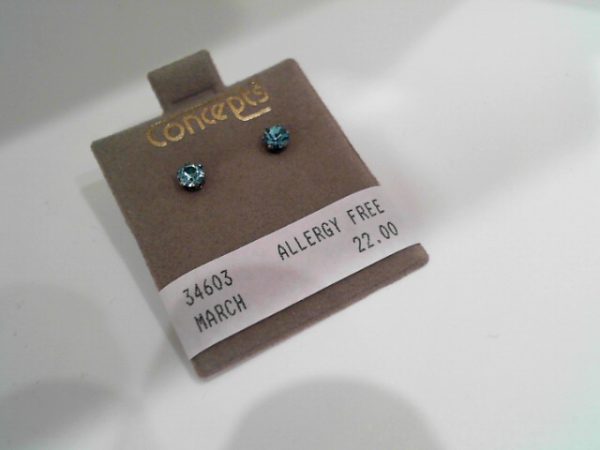 Concepts
34603 ALLERGY FREE
MARCH 22.00